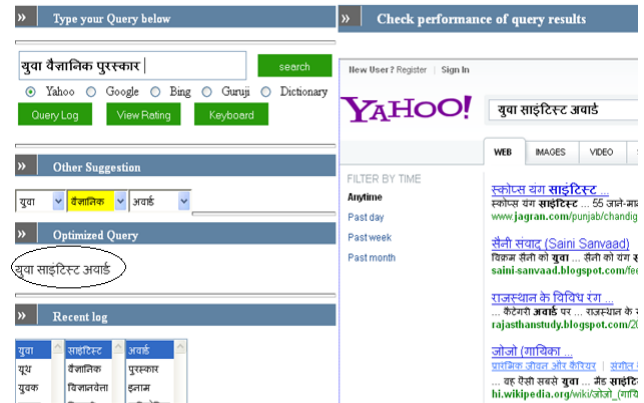 » Type your Query below
युवा वैज्ञानिक पुरस्कार
search
Yahoo Google Bing Guruji Dictionary
Query Log View Rating Keyboard
» Other Suggestion
युवा वैज्ञानिक अवार्ड
» Optimized Query
युवा साइंटिस्ट अवार्ड
» Recent log
युवा साइंटिस्ट अवार्ड
यूथ वैज्ञानिक पुरस्कार
युवक विज्ञानवेत्ता इनाम
» Check performance of query results
New User? Register Sign In
YAHOO! युवा साइंटिस्ट अवार्ड
WEB IMAGES VIDEO
FILTER BY TIME
Anytime
Past day
Past week
Past month
स्कोप्स यंग साइंटिस्ट ...
स्कोप्स यंग साइंटिस्ट ... 55 जाने-मा
www.jagran.com/punjab/chandig
सैनी संवाद (Saini Sanvaad)
विक्रम सैनी को युवा ... सैनी को यंग
saini-sanvaad.blogspot.com/fee
राजस्थान के विविध रंग ...
... कैटेगरी अवार्ड पर ... राजस्थान के
rajasthanstudy.blogspot.com/20
जोजो (गायिका ...
प्रारम्भिक जीवन और कैरियर | संगीत
... वह ऐसी सबसे युवा ... मैड साइंटि
hi.wikipedia.org/wiki/जोजो_(गायि